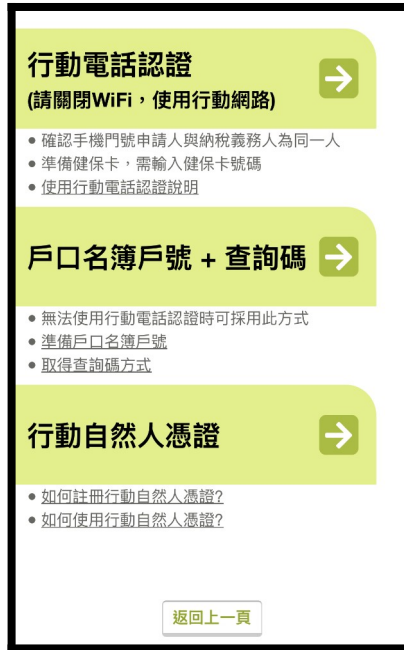 行動電話認證
(請關閉WiFi，使用行動網路)
● 確認手機門號申請人與納稅義務人為同一人
● 準備健保卡，需輸入健保卡號碼
● 使用行動電話認證說明
戶口名簿戶號 + 查詢碼
● 無法使用行動電話認證時可採用此方式
● 準備戶口名簿戶號
● 取得查詢碼方式
行動自然人憑證
● 如何註冊行動自然人憑證?
● 如何使用行動自然人憑證?
返回上一頁